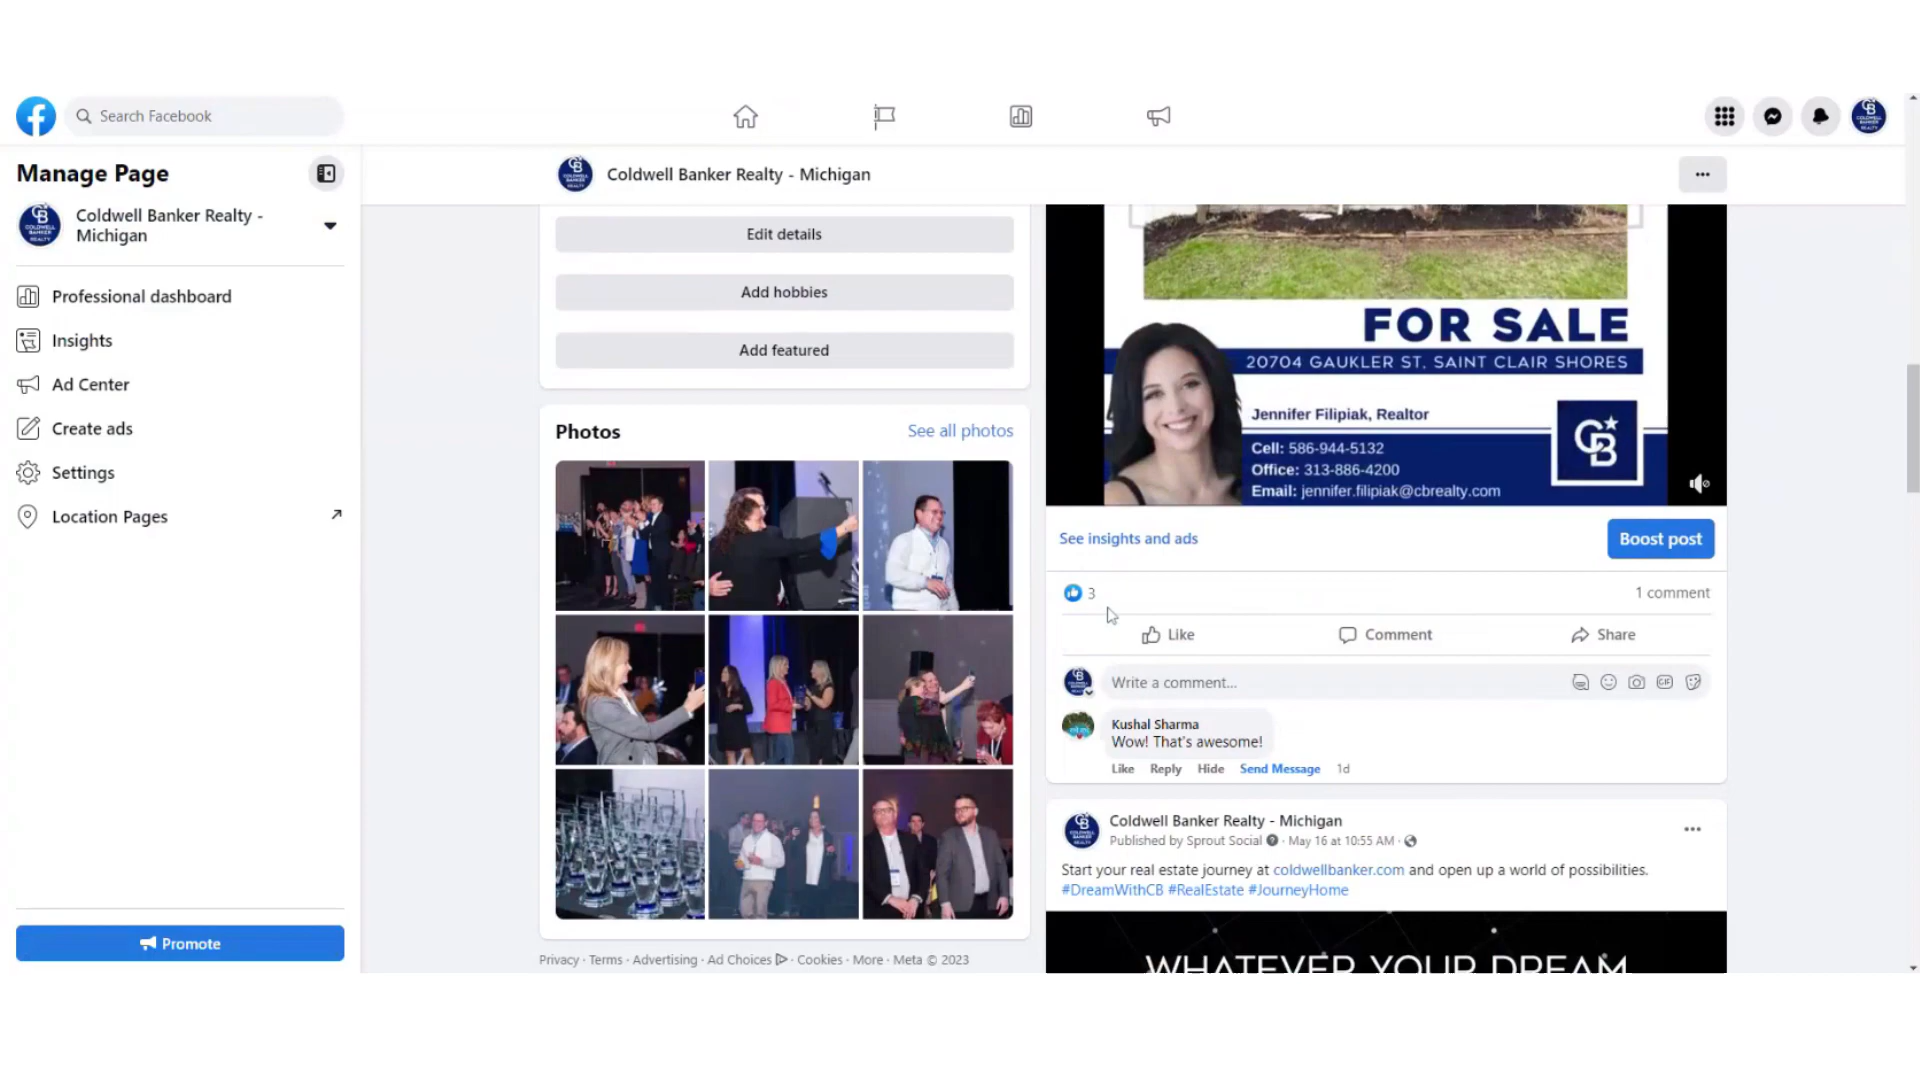 Search Facebook
Manage Page
Coldwell Banker Realty - Michigan
Coldwell Banker Realty -
Michigan
Professional dashboard
Insights
Ad Center
Create ads
Settings
Location Pages
Promote
Edit details
Add hobbies
Add featured
Photos
See all photos
Privacy · Terms · Advertising · Ad Choices · Cookies · More · Meta © 2023
FOR SALE
20704 GAUKLER ST, SAINT CLAIR SHORES
Jennifer Filipiak, Realtor
Cell: 586-944-5132
Office: 313-886-4200
Email: jennifer.filipiak@cbrealty.com
CB
See insights and ads
Boost post
3
1 comment
Like
Comment
Share
Write a comment...
GIF
Kushal Sharma
Wow! That's awesome!
Like Reply Hide Send Message 1d
Coldwell Banker Realty - Michigan
Published by Sprout Social · May 16 at 10:55 AM ·
Start your real estate journey at coldwellbanker.com and open up a world of possibilities.
#DreamWithCB #RealEstate #JourneyHome
WHATEVER YOUR DREAM